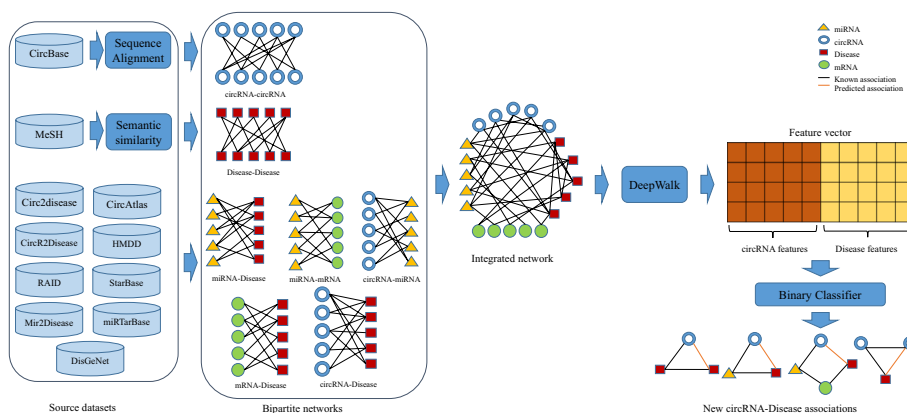 CircBase
Sequence
Alignment
MeSH
Semantic
similarity
Circ2disease
CircAtlas
CircR2Disease
HMDD
RAID
StarBase
Mir2Disease
miRTarBase
DisGeNet
Source datasets
circRNA-circRNA
Disease-Disease
miRNA-Disease
miRNA-mRNA
circRNA-miRNA
mRNA-Disease
circRNA-Disease
Bipartite networks
Integrated network
DeepWalk
miRNA
circRNA
Disease
mRNA
Known association
Predicted association
Feature vector
circRNA features
Disease features
Binary Classifier
New circRNA-Disease associations